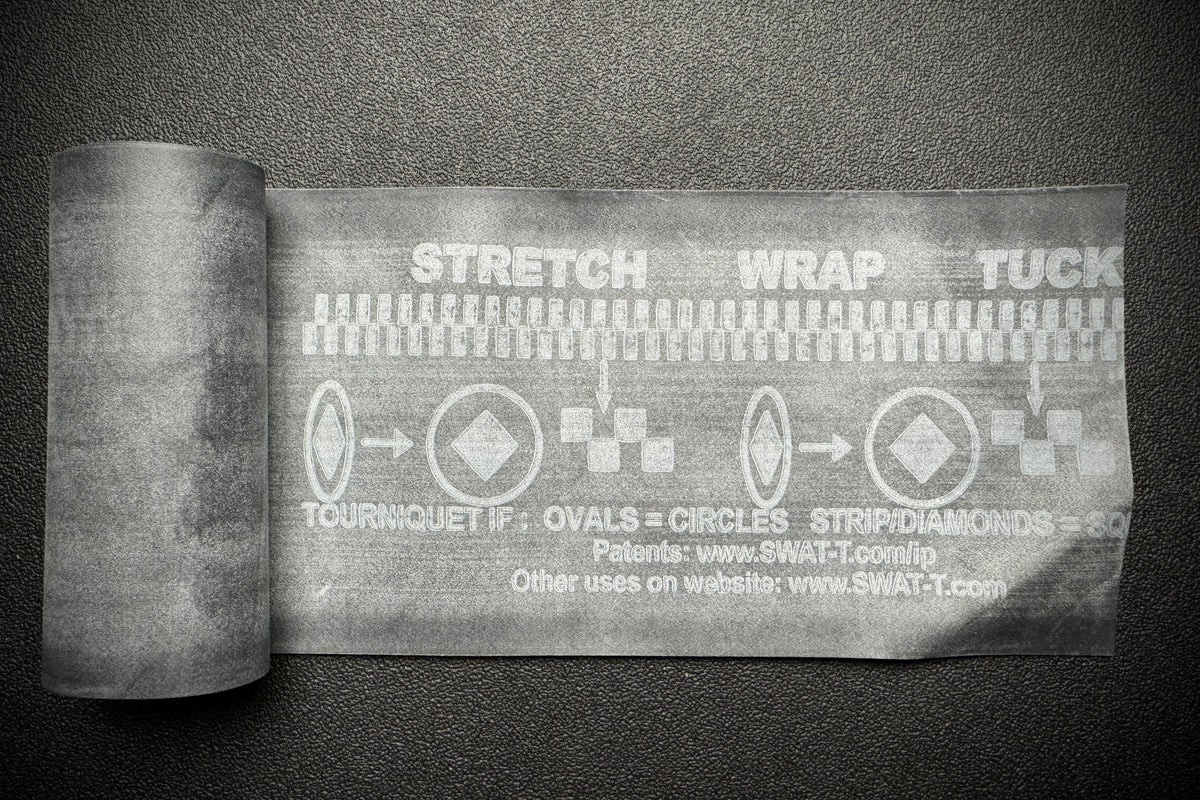 STRETCH WRAP TUCK
TOURNIQUET IF : OVALS = CIRCLES STRIP/DIAMONDS = SQ
Patents: www.SWAT-T.com/ip
Other uses on website: www.SWAT-T.com